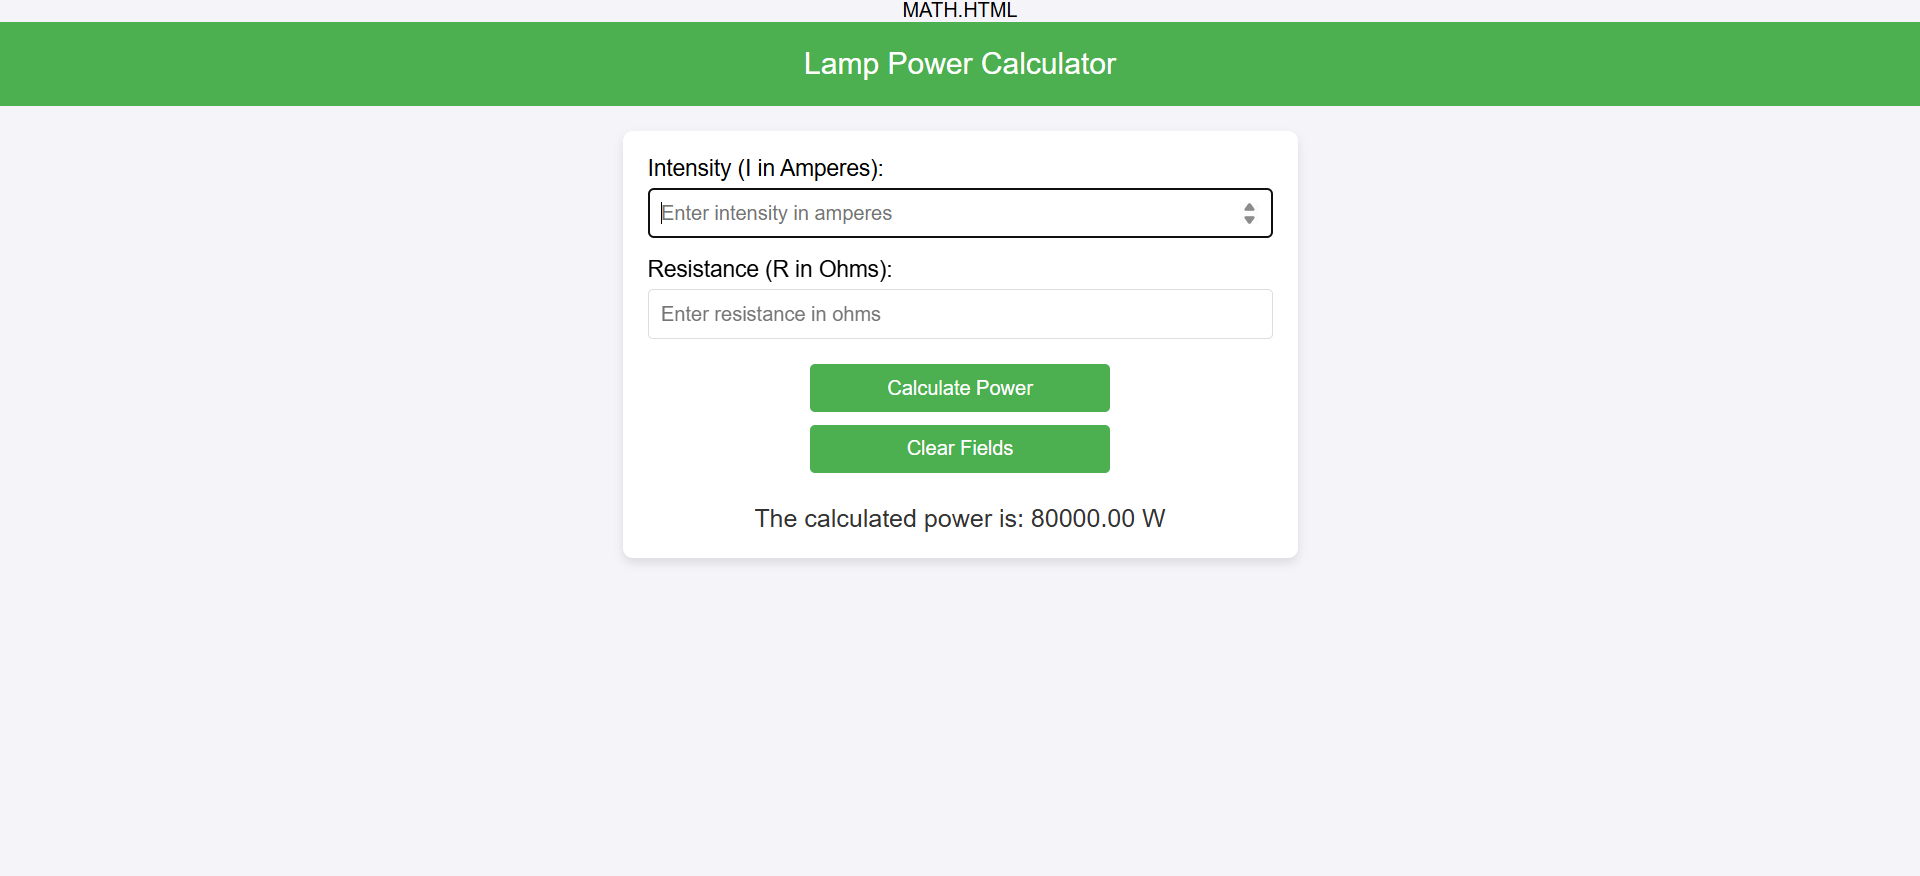 MATH.HTML
Lamp Power Calculator
Intensity (I in Amperes):
Enter intensity in amperes
Resistance (R in Ohms):
Enter resistance in ohms
Calculate Power
Clear Fields
The calculated power is: 80000.00 W